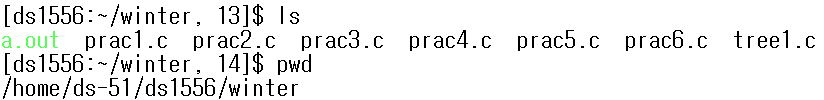 [ds1556:~/winter, 13]$ ls
a.out  prac1.c  prac2.c  prac3.c  prac4.c  prac5.c  prac6.c  tree1.c
[ds1556:~/winter, 14]$ pwd
/home/ds-51/ds1556/winter